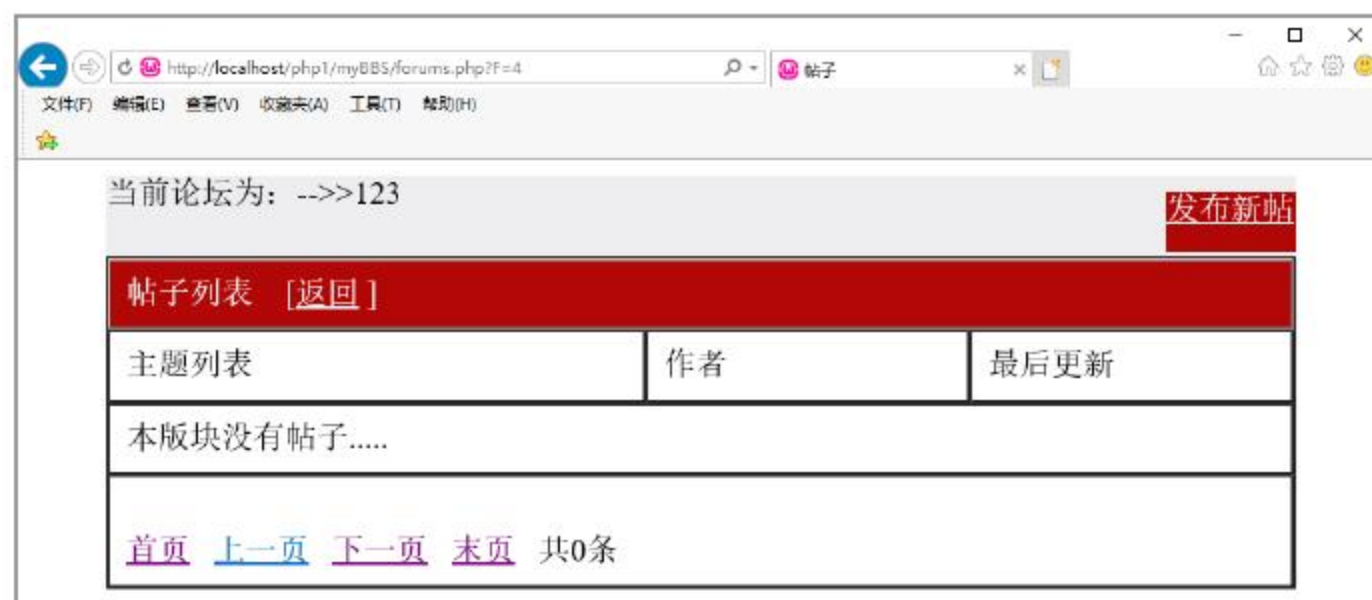 http://localhost/php1/myBBS/forums.php?F=4 帖子
文件(F) 编辑(E) 查看(V) 收藏夹(A) 工具(T) 帮助(H)
当前论坛为：-->>123
发布新帖
帖子列表 [返回 ]
主题列表 作者 最后更新
本版块没有帖子.....
首页 上一页 下一页 末页 共0条